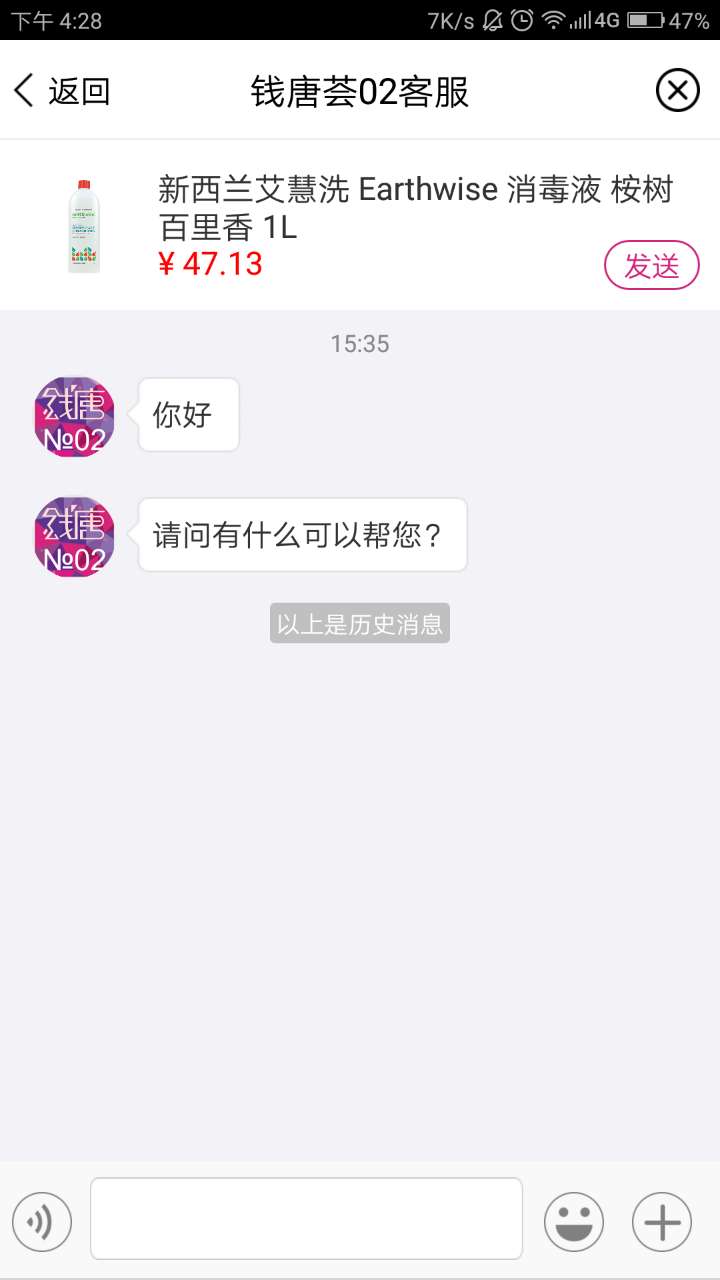 下午 4:28
7K/s 4G 47%
返回
钱唐荟02客服
新西兰艾慧洗 Earthwise 消毒液 桉树
百里香 1L
¥ 47.13
发送
15:35
钱唐
№02
你好
钱唐
№02
请问有什么可以帮您?
以上是历史消息